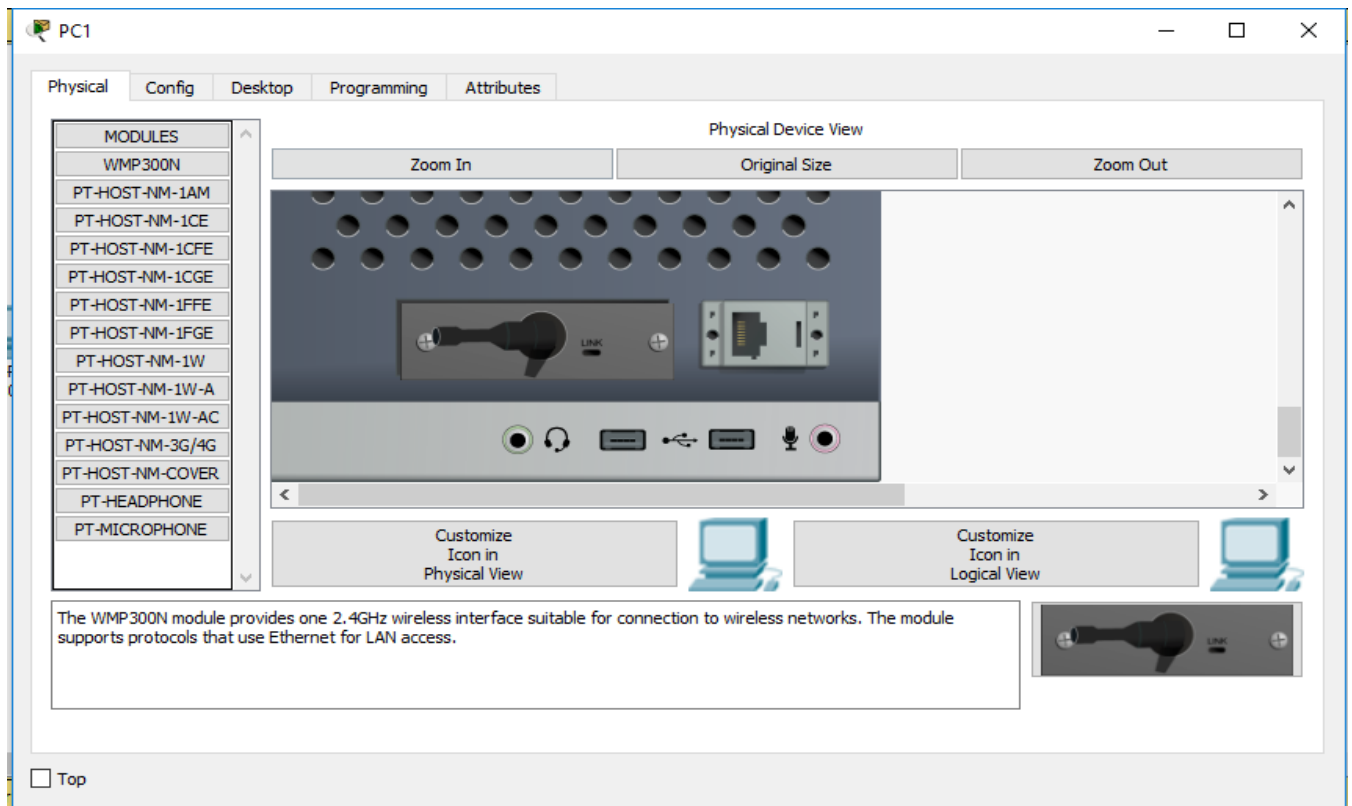 PC1
Physical Config Desktop Programming Attributes
MODULES
WMP300N
PT-HOST-NM-1AM
PT-HOST-NM-1CE
PT-HOST-NM-1CFE
PT-HOST-NM-1CGE
PT-HOST-NM-1FFE
PT-HOST-NM-1FGE
PT-HOST-NM-1W
PT-HOST-NM-1W-A
PT-HOST-NM-1W-AC
PT-HOST-NM-3G/4G
PT-HOST-NM-COVER
PT-HEADPHONE
PT-MICROPHONE
Physical Device View
Zoom In Original Size Zoom Out
LINK
P P
P P
Customize
Icon in
Physical View
Customize
Icon in
Logical View
The WMP300N module provides one 2.4GHz wireless interface suitable for connection to wireless networks. The module
supports protocols that use Ethernet for LAN access.
LINK
Top